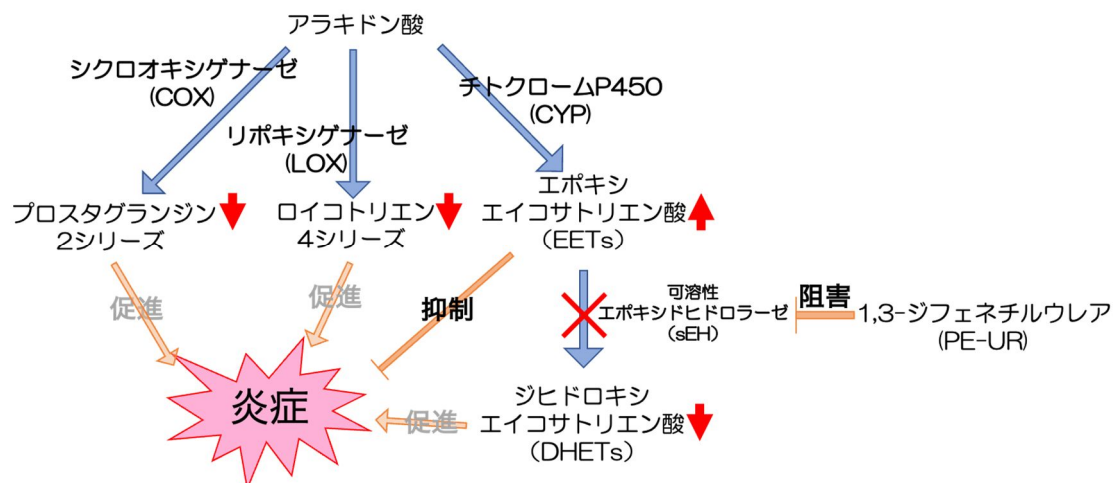 アラキドン酸
シクロオキシゲナーゼ
(COX)
チトクロームP450
(CYP)
リポキシゲナーゼ
(LOX)
プロスタグランジン
2シリーズ
ロイコトリエン
4シリーズ
エポキシ
エイコサトリエン酸
(EETs)
促進
促進
抑制
可溶性
エポキシドヒドロラーゼ
(sEH)
阻害
1,3-ジフェネチルウレア
(PE-UR)
炎症
促進
ジヒドロキシ
エイコサトリエン酸
(DHETs)